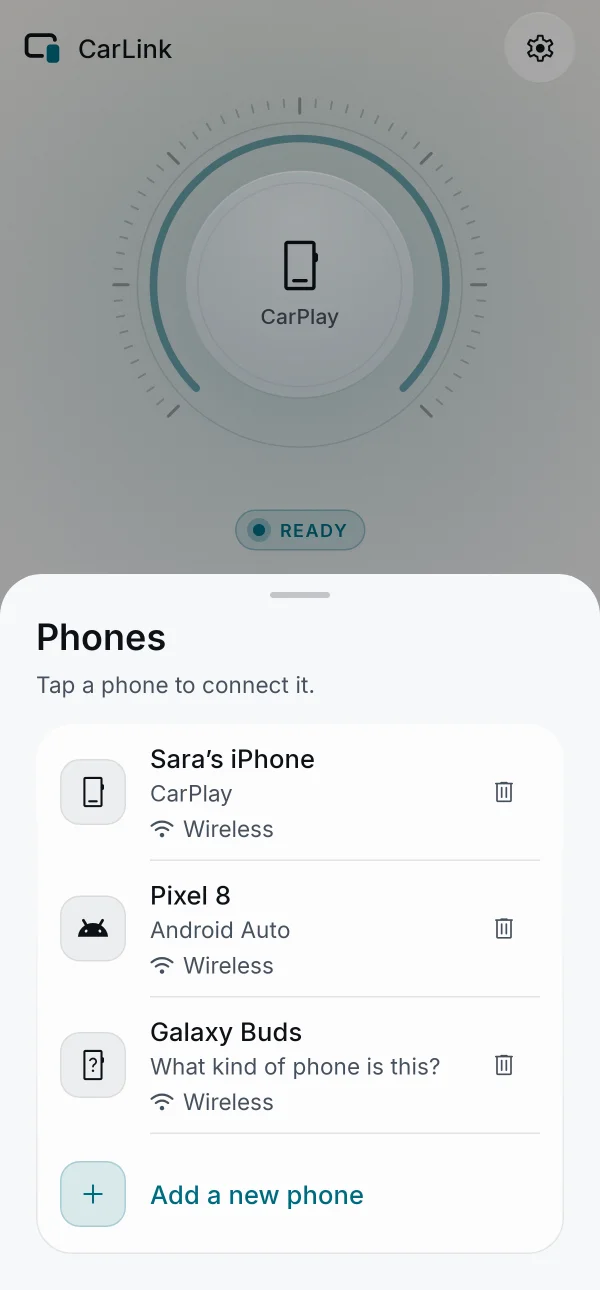 CarLink
CarPlay
READY
Phones
Tap a phone to connect it.
Sara’s iPhone
CarPlay
Wireless
Pixel 8
Android Auto
Wireless
Galaxy Buds
?
What kind of phone is this?
Wireless
Add a new phone